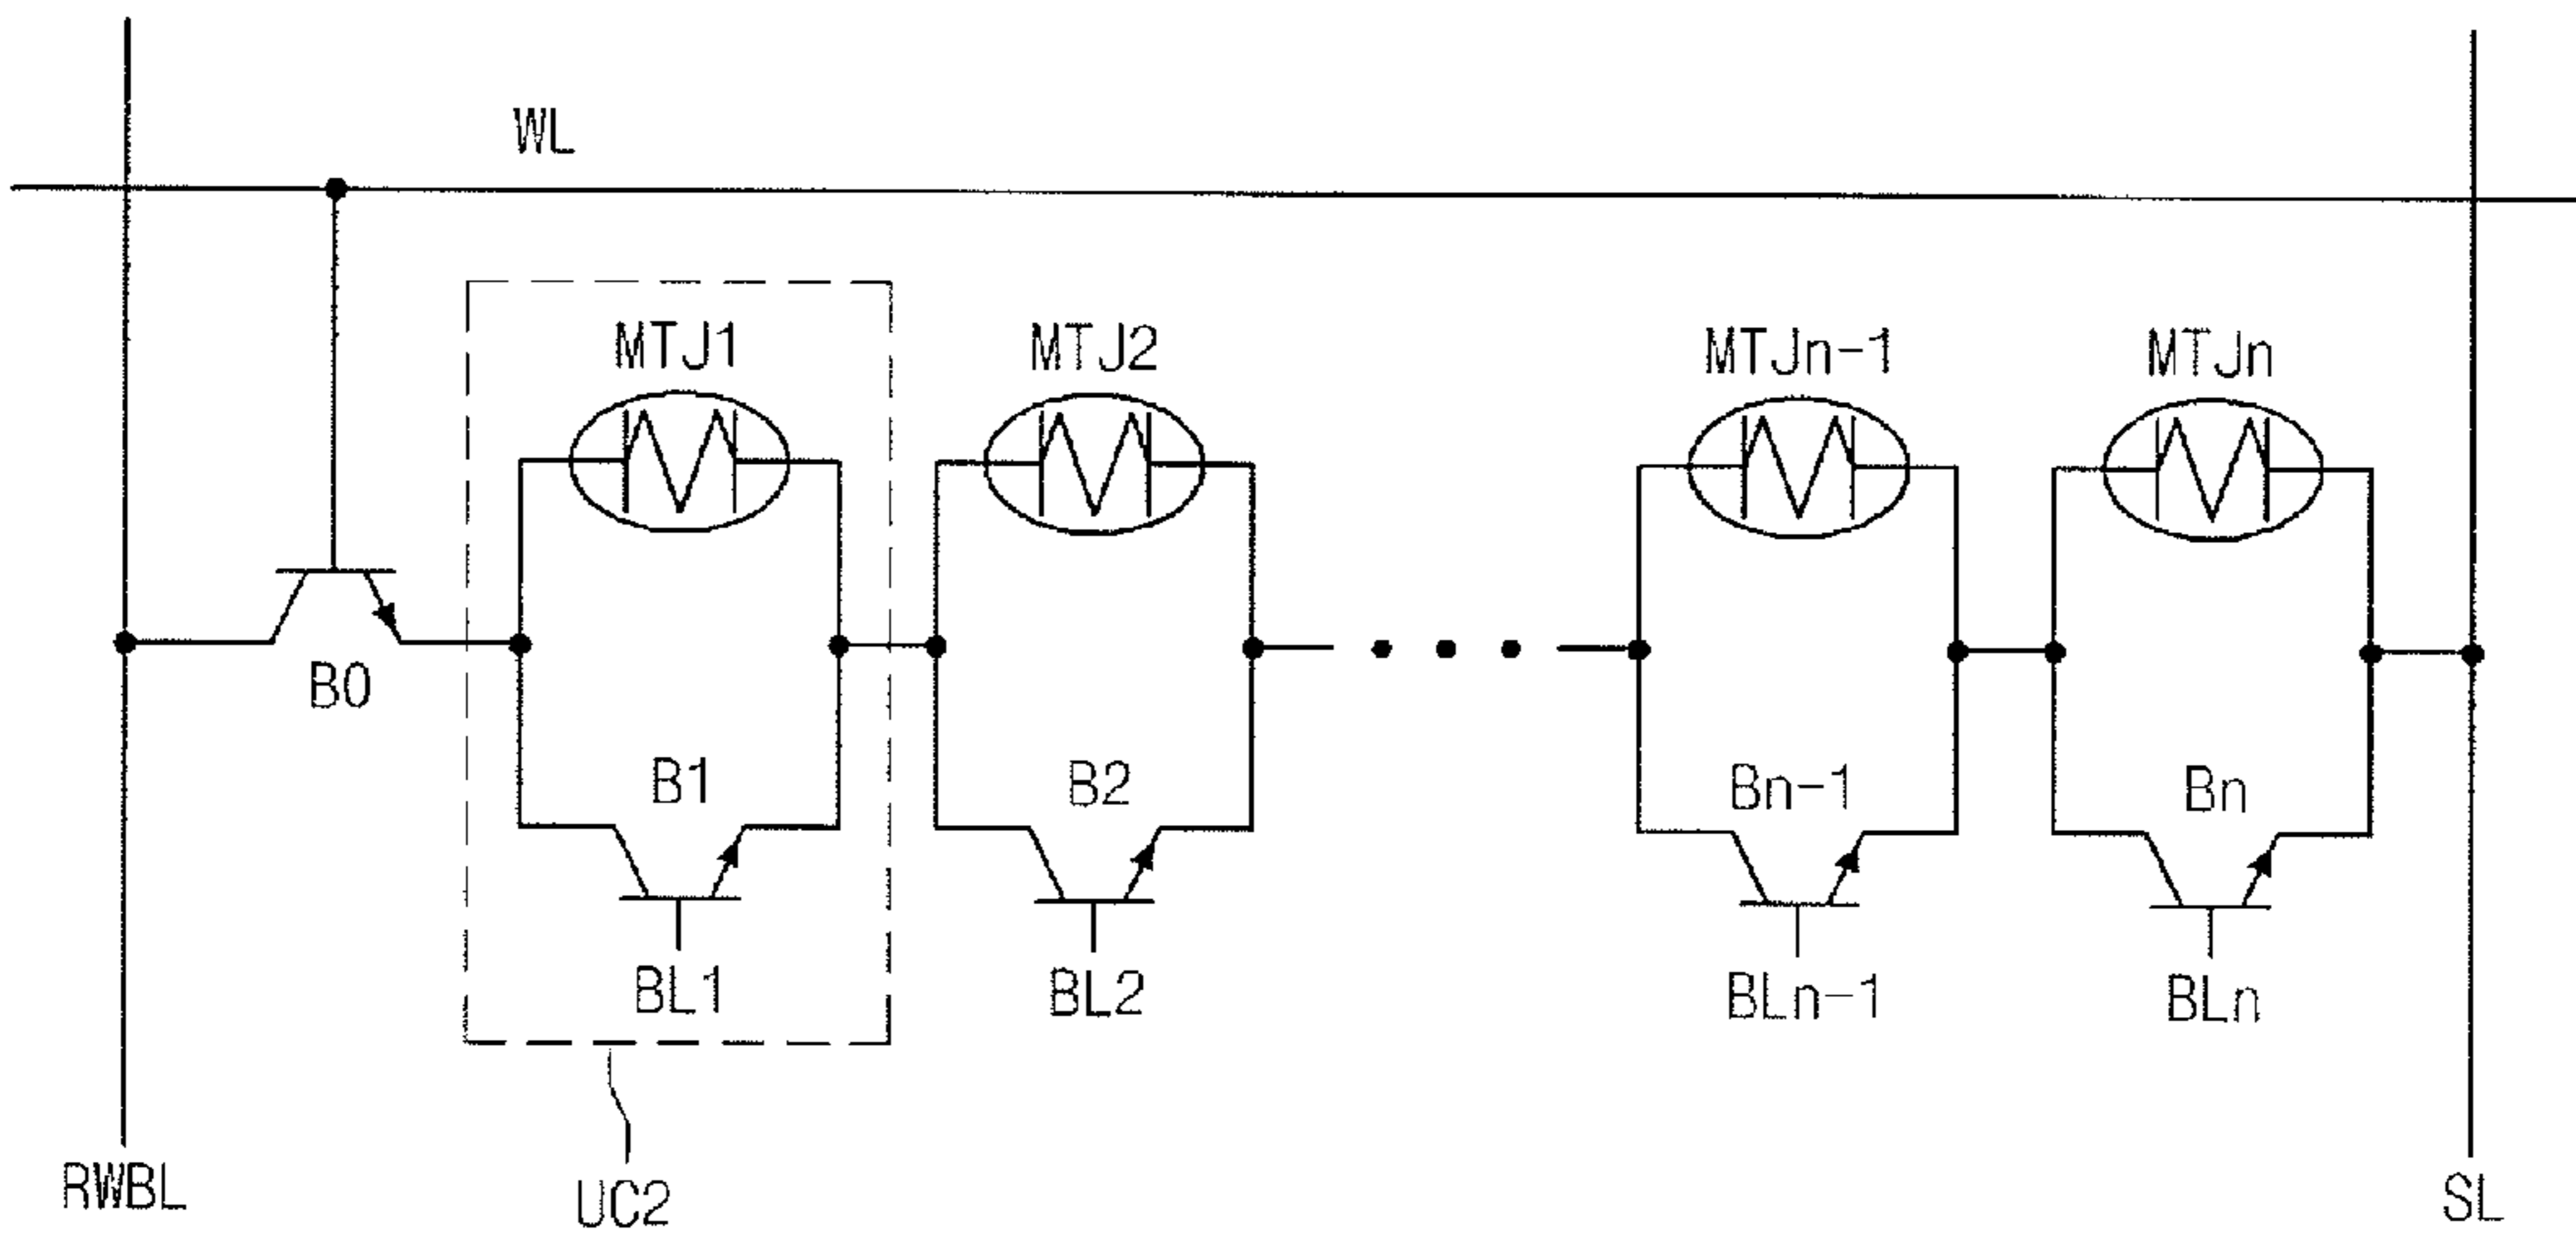 WL
MTJ1
MTJ2
MTJn-1
MTJn
B0
B1
B2
Bn-1
Bn
BL1
BL2
BLn-1
BLn
RWBL
UC2
SL